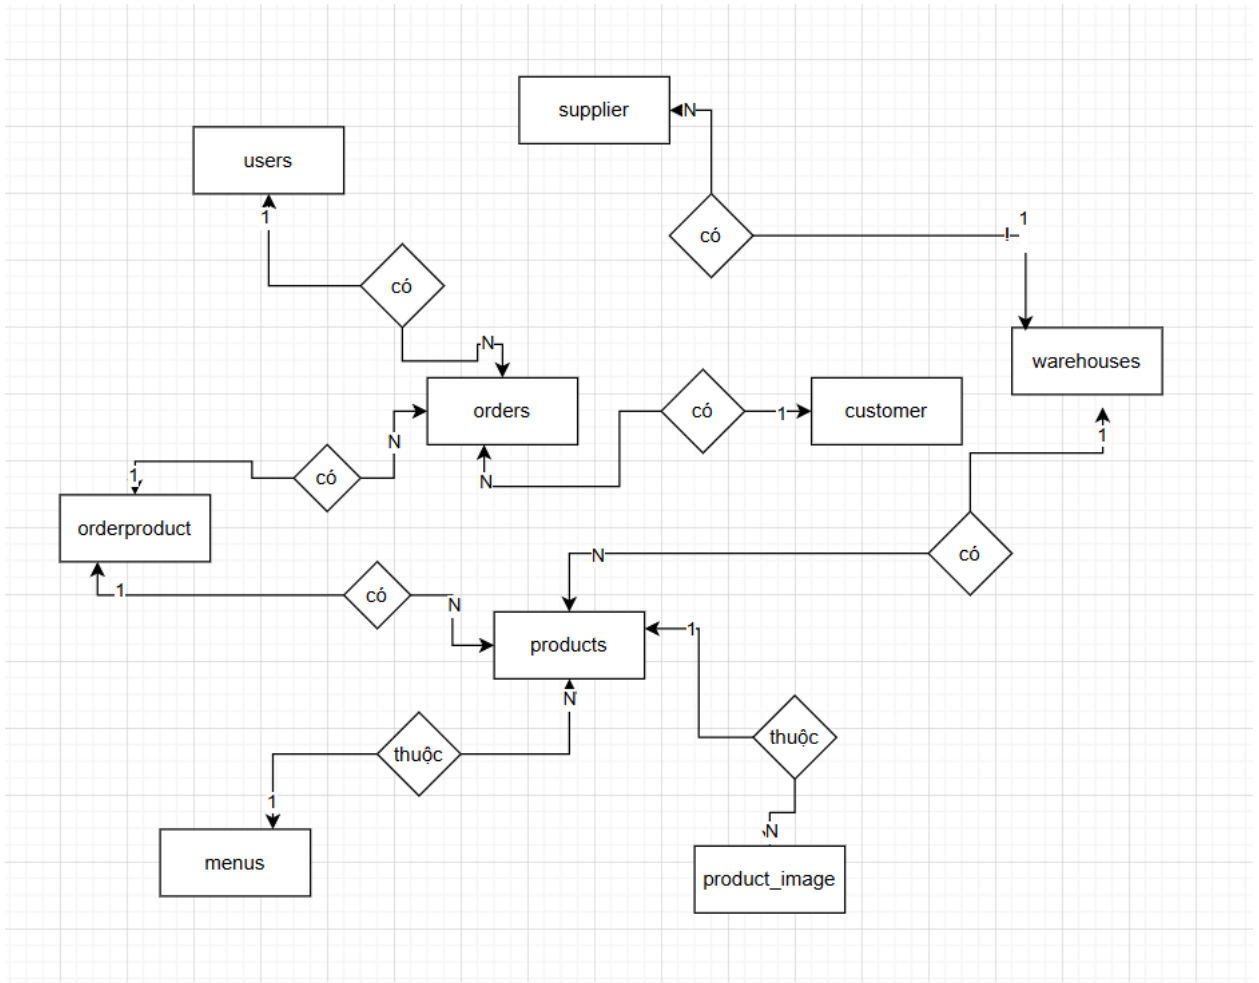 supplier
N
users
1
có
1
có
N
warehouses
orders
có
1
customer
N
1
1
có
N
orderproduct
N
có
1
có
N
products
1
N
thuộc
thuộc
1
N
menus
product_image